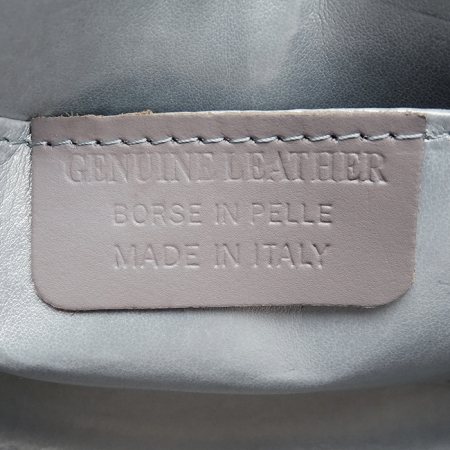 GENUINE LEATHER
BORSE IN PELLE
MADE IN ITALY